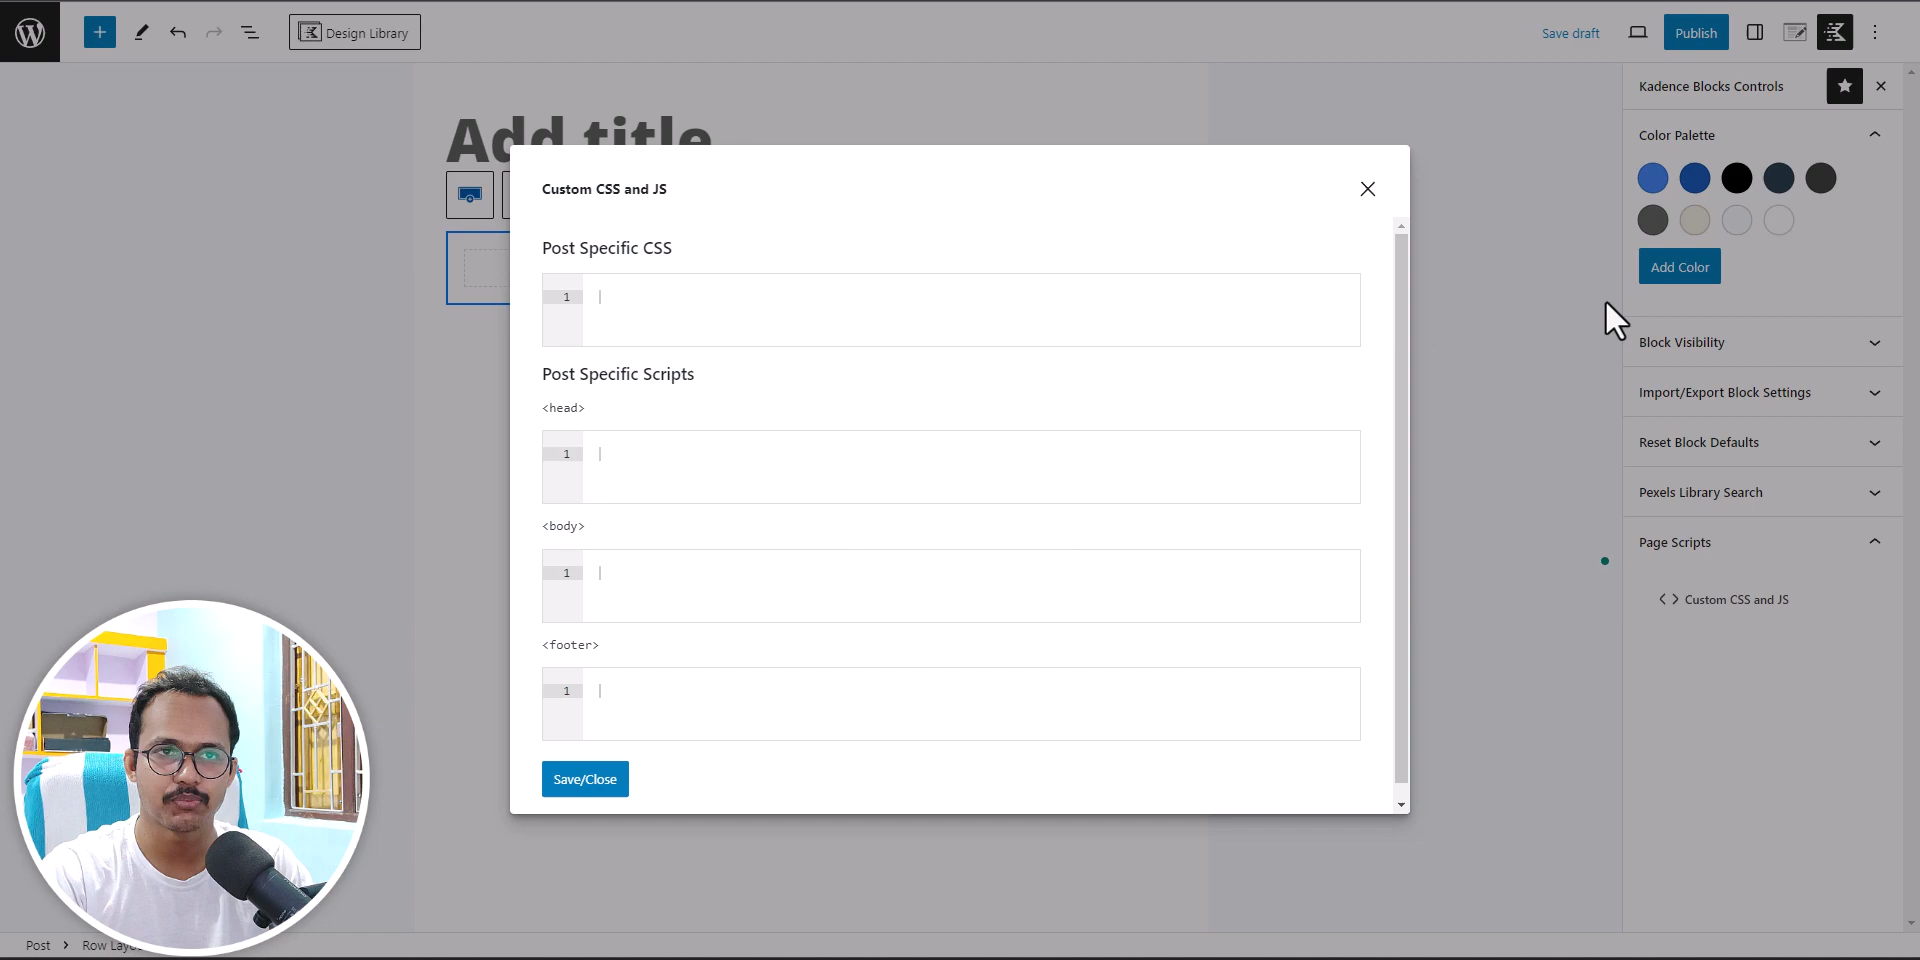 Design Library
Save draft
Publish
Kadence Blocks Controls
Add title
Color Palette
Custom CSS and JS
Post Specific CSS
1
Add Color
Post Specific Scripts
Block Visibility
<head>
Import/Export Block Settings
1
Reset Block Defaults
Pexels Library Search
<body>
Page Scripts
1
Custom CSS and JS
<footer>
1
Save/Close
Post
Row Layou